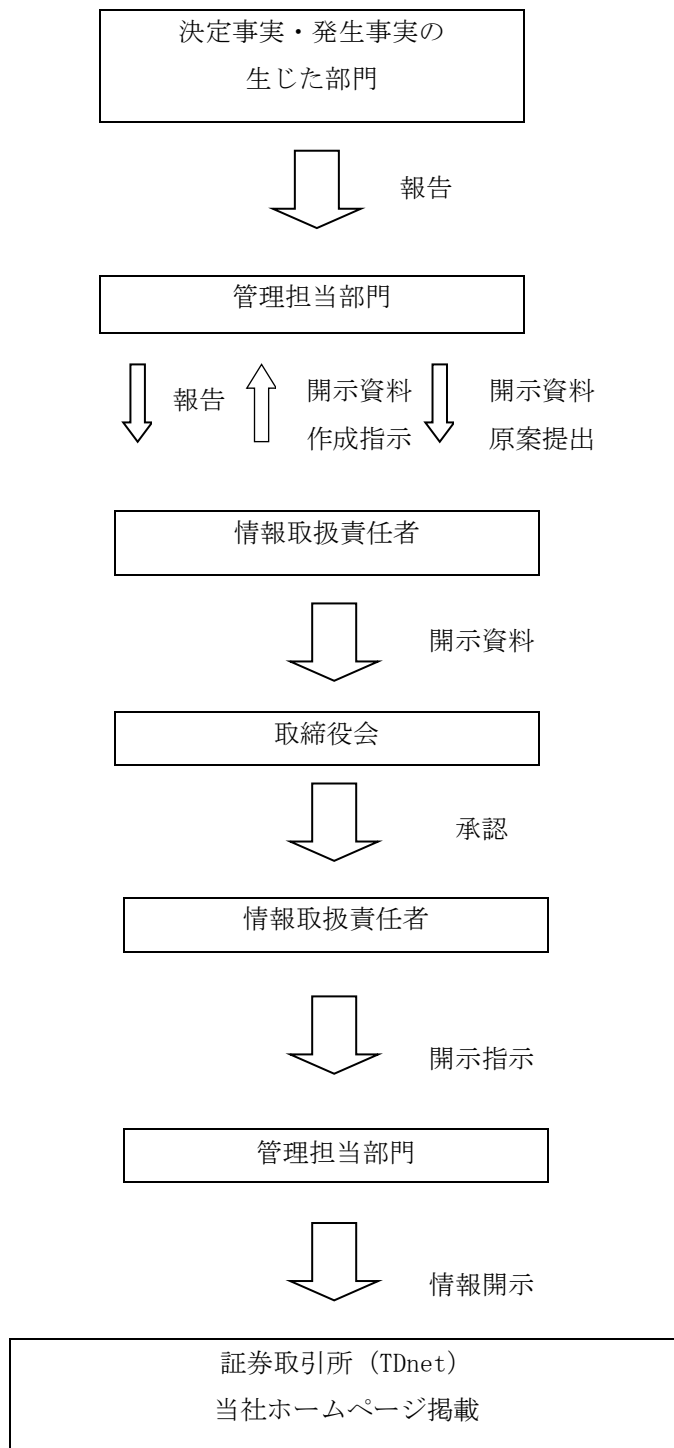 決定事実・発生事実の
生じた部門
報告
管理担当部門
報告
開示資料
作成指示
開示資料
原案提出
情報取扱責任者
開示資料
取締役会
承認
情報取扱責任者
開示指示
管理担当部門
情報開示
証券取引所（TDnet）
当社ホームページ掲載